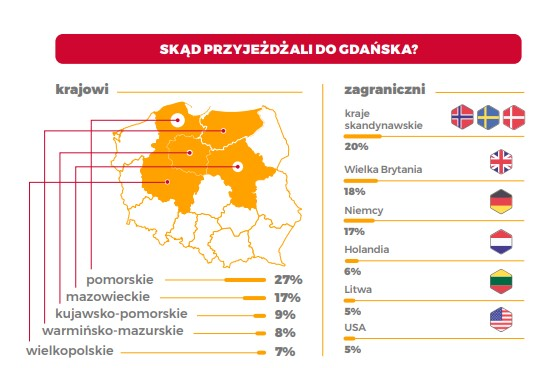 SKĄD PRZYJEŻDŻALI DO GDAŃSKA?
krajowi
pomorskie 27%
mazowieckie 17%
kujawsko-pomorskie 9%
warmińsko-mazurskie 8%
wielkopolskie 7%
zagraniczni
kraje
skandynawskie
20%
Wielka Brytania
18%
Niemcy
17%
Holandia
6%
Litwa
5%
USA
5%